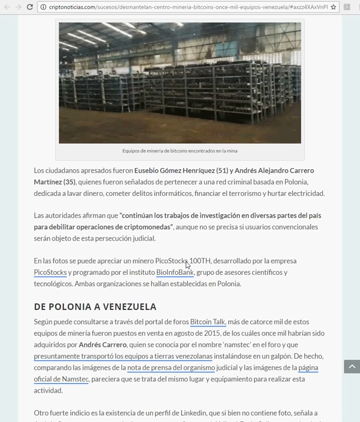 criptonoticias.com/sucesos/desmantelan-centro-mineria-bitcoins-once-mil-equipos-venezuela/
Equipos de minería de bitcoin encontrados en la mina
Los ciudadanos apresados fueron Eusebio Gómez Henríquez (51) y Andrés Alejandro Carrero
Martínez (35), quienes fueron señalados de pertenecer a una red criminal basada en Polonia,
dedicada a lavar dinero, cometer delitos informáticos, financiar el terrorismo y hurtar electricidad.
Las autoridades afirman que "continúan los trabajos de investigación en diversas partes del país
para debilitar operaciones de criptomonedas", aunque no se precisa si usuarios convencionales
serán objeto de esta persecución judicial.
En las fotos se puede apreciar un minero PicoStocks 100TH, desarrollado por la empresa
PicoStocks y programado por el instituto BioInfoBank, grupo de asesores científicos y
tecnológicos. Ambas organizaciones se hallan establecidas en Polonia.
DE POLONIA A VENEZUELA
Según puede consultarse a través del portal de foros Bitcoin Talk, más de catorce mil de estos
equipos de minería fueron puestos en venta en agosto de 2015, de los cuáles once mil habrían sido
adquiridos por Andrés Carrero, quien se conocía por el nombre 'namstec' en el foro y que
presuntamente transportó los equipos a tierras venezolanas instalándose en un galpón. De hecho,
comparando las imágenes de la nota de prensa del organismo judicial y las imágenes de la página
oficial de Namtec, pareciera que se trata del mismo lugar y equipamiento para realizar esta
actividad.
Otro fuerte indicio es la existencia de un perfil de Linkedin, que si bien no contiene foto, señala a